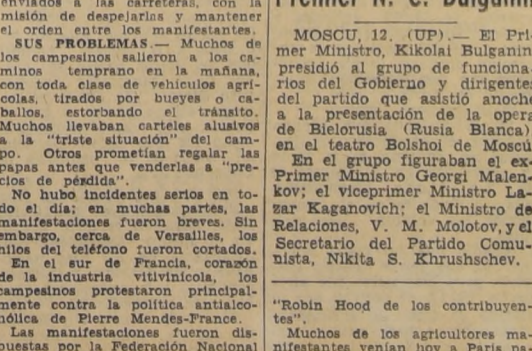 enviados a las carreteras, con la
misión de despejarlas y mantener
el orden entre los manifestantes.
SUS PROBLEMAS.— Muchos de
los campesinos salieron a los ca-
minos temprano en la mañana,
con toda clase de vehículos agrí-
colas, tirados por bueyes o ca-
ballos, estorbando el tránsito.
Muchos llevaban carteles alusivos
a la "triste situación" del cam-
po. Otros prometían regalar las
papas antes que venderlas a "pre-
cios de pérdida".
No hubo incidentes serios en to-
do el día; en muchas partes, las
manifestaciones fueron breves. Sin
embargo, cerca de Versailles, los
hilos del teléfono fueron cortados.
En el sur de Francia, corazón
de la industria vitivinícola, los
campesinos protestaron principal-
mente contra la política antialco-
hólica de Pierre Mendes-France.
Las manifestaciones fueron dis-
puestas por la Federación Nacional
Premier N. C. Bulganin
MOSCU, 12. (UP).— El Pri-
mer Ministro, Kikolai Bulganin
presidió al grupo de funciona-
rios del Gobierno y dirigentes
del partido que asistió anoche
a la presentación de la opera
de Bielorusia (Rusia Blanca)
en el teatro Bolshoi de Moscú
En el grupo figuraban el ex-
Primer Ministro Georgi Malen-
kov; el viceprimer Ministro La-
zar Kaganovich; el Ministro de
Relaciones, V. M. Molotov, y el
Secretario del Partido Comu-
nista, Nikita S. Khrushschev.
"Robin Hood de los contribuyen-
tes".
Muchos de los agricultores ma-
nifestantes venían hoy a París pa-